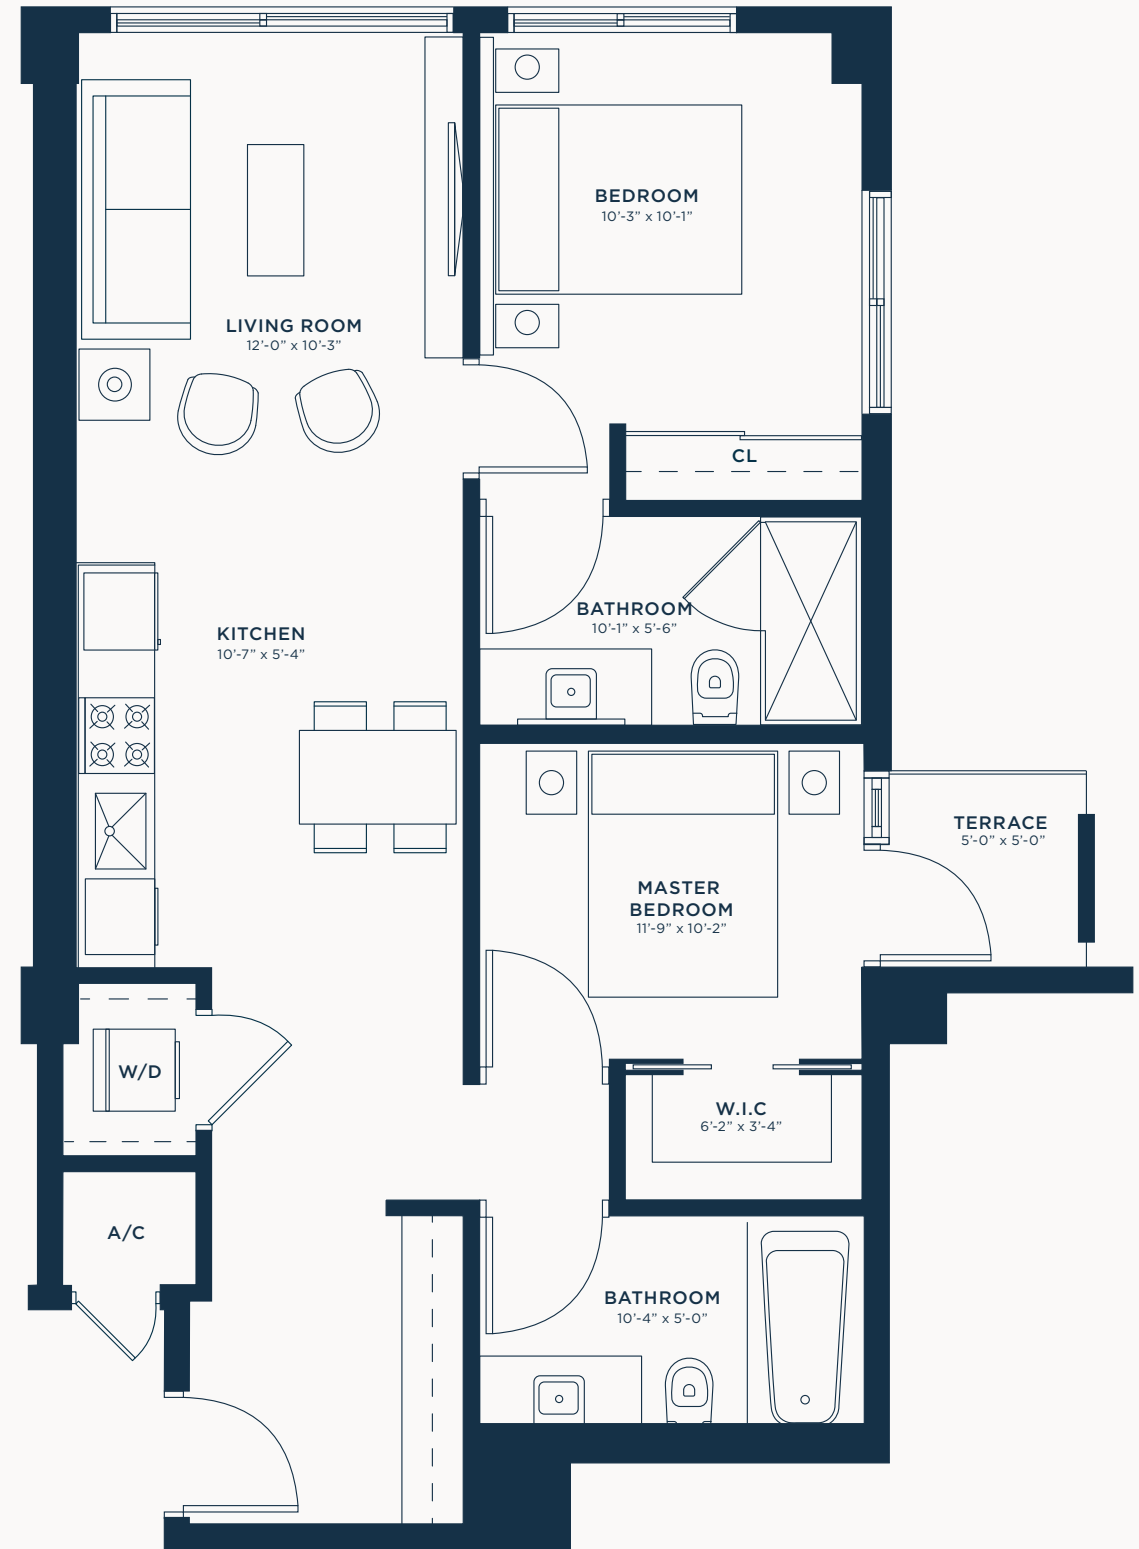 BEDROOM
10'-3" x 10'-1"
LIVING ROOM
12'-0" x 10'-3"
CL
BATHROOM
10'-1" x 5'-6"
KITCHEN
10'-7" x 5'-4"
TERRACE
5'-0" x 5'-0"
MASTER
BEDROOM
11'-9" x 10'-2"
W/D
W.I.C
6'-2" x 3'-4"
A/C
BATHROOM
10'-4" x 5'-0"